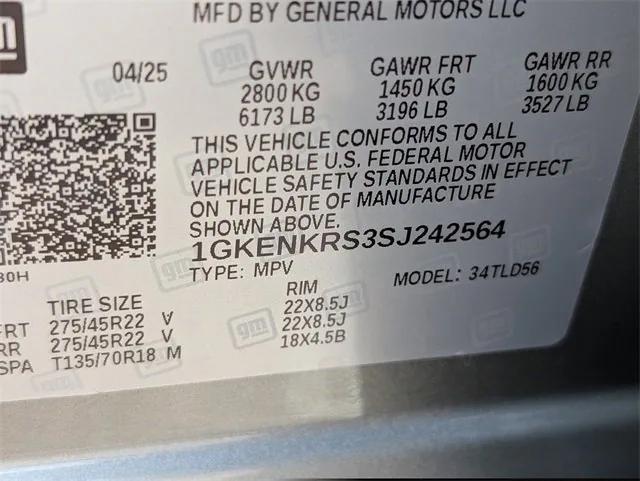 gm
MFD BY GENERAL MOTORS LLC
04/25 GVWR GAWR FRT GAWR RR
2800 KG 1450 KG 1600 KG
6173 LB 3196 LB 3527 LB
THIS VEHICLE CONFORMS TO ALL
APPLICABLE U.S. FEDERAL MOTOR
VEHICLE SAFETY STANDARDS IN EFFECT
ON THE DATE OF MANUFACTURE
SHOWN ABOVE.
1GKENKRS3SJ242564
TYPE: MPV MODEL: 34TLD56
TIRE SIZE RIM
FRT 275/45R22 V 22X8.5J
RR 275/45R22 V 22X8.5J
SPA T135/70R18 M 18X4.5B